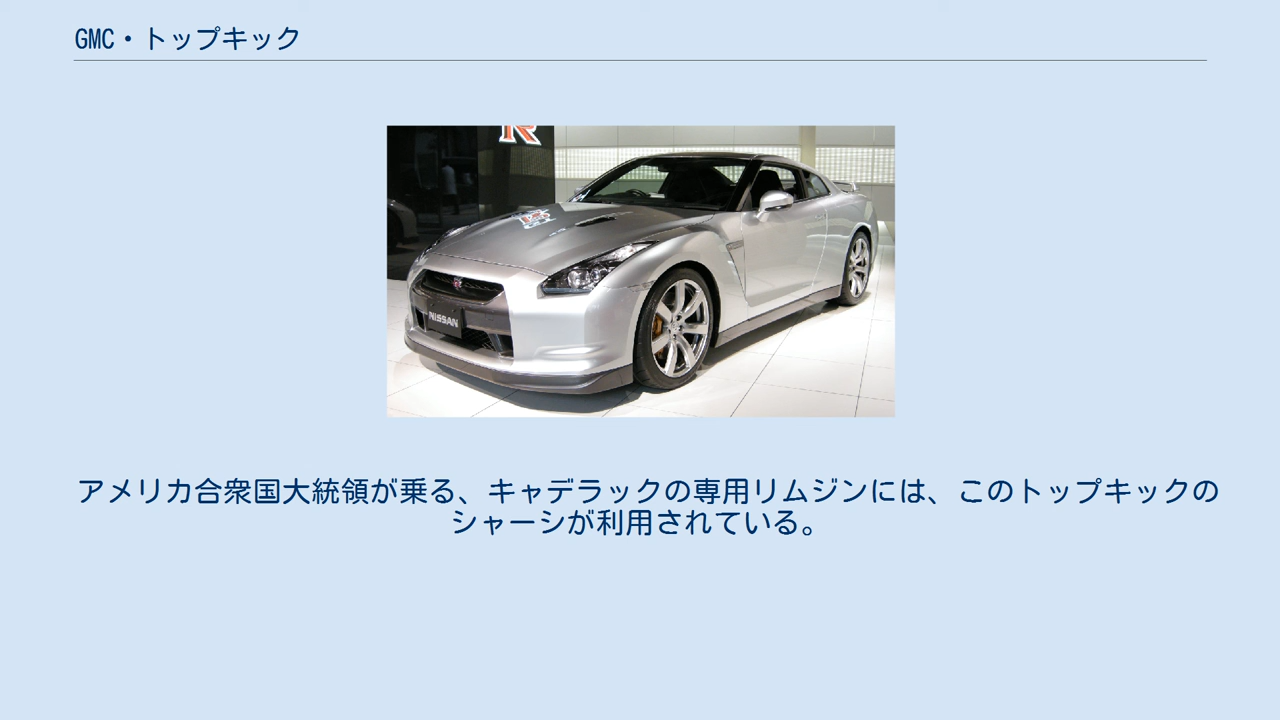 GMC・トップキック
R
NISSAN
アメリカ合衆国大統領が乗る、キャデラックの専用リムジンには、このトップキックの
シャーシが利用されている。